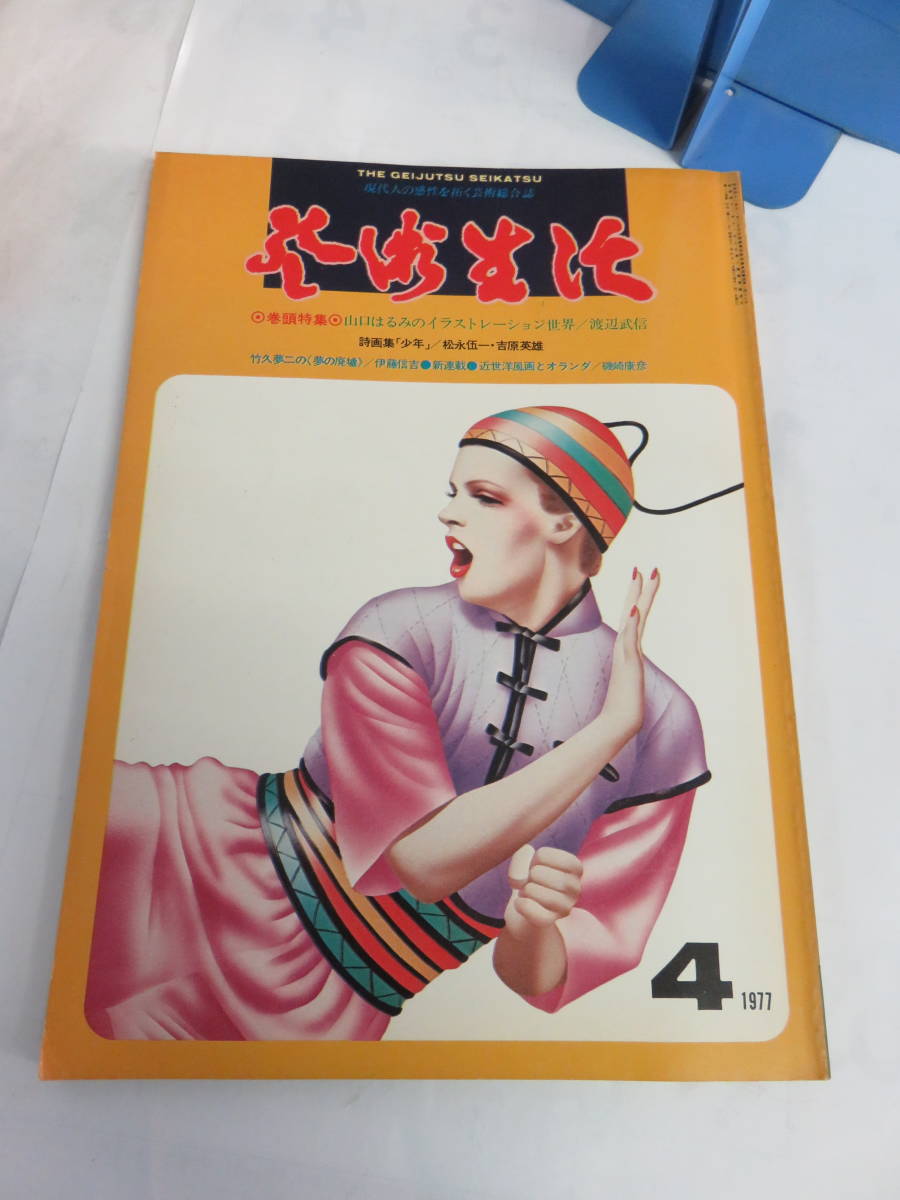 THE GEIJUTSU SEIKATSU
現代人の感性を拓く芸術綜合誌
藝術生活
◉巻頭特集◉山口はるみのイラストレーション世界／渡辺武信
詩画集「少年」／松永伍一・吉原英雄
竹久夢二の〈夢の廃墟〉／伊藤信吉●新連載●近世洋風画とオランダ／磯崎康彦
4
1977